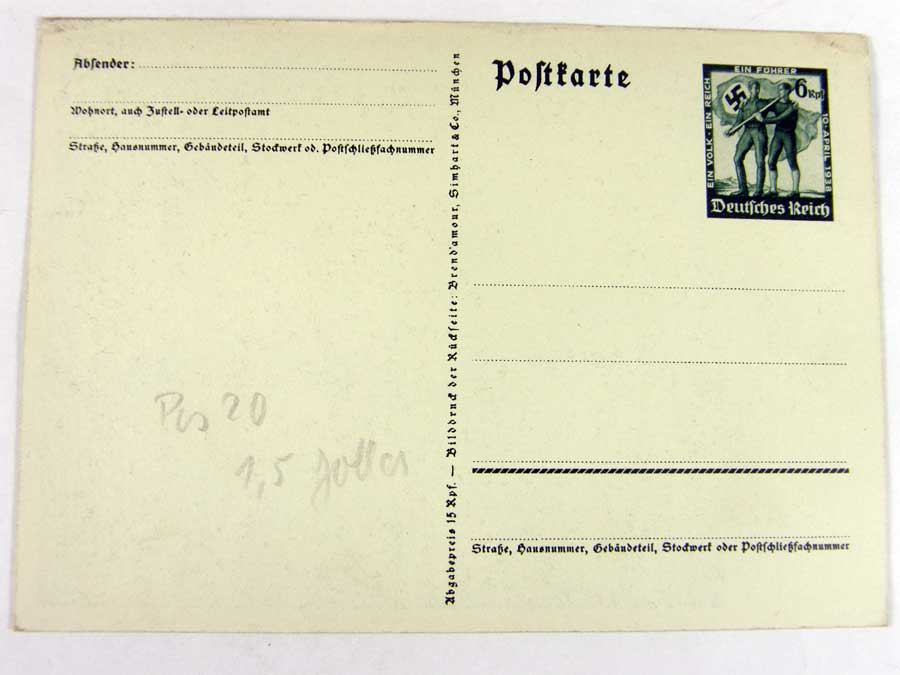 Absender:
Wohnort, auch Zustell- oder Leitpostamt
Straße, Hausnummer, Gebäudeteil, Stockwerk od. Postschließfachnummer
Abgabepreis 15 Rpf. — Bilddruck der Rückseite: Brend'amour, Simhart & Co., München
Postkarte
EIN VOLK · EIN REICH
EIN FÜHRER
10. APRIL 1938
6 Rpf
Deutsches Reich
Straße, Hausnummer, Gebäudeteil, Stockwerk oder Postschließfachnummer
20
1,5